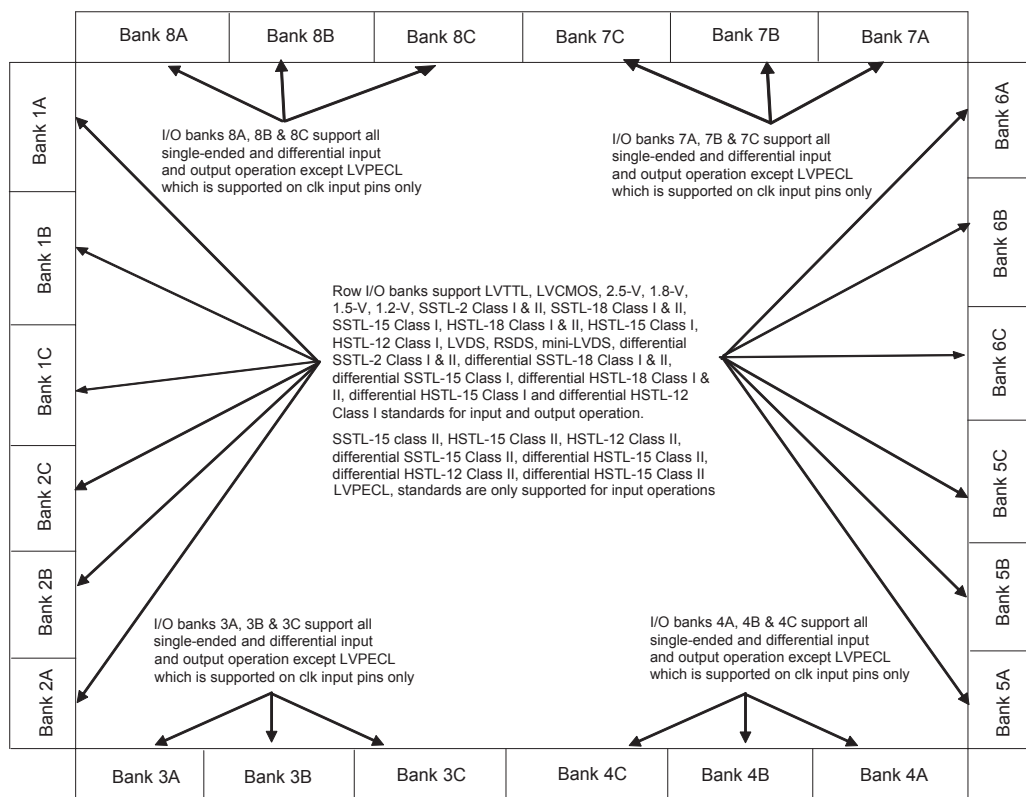 Bank 8A
Bank 8B
Bank 8C
Bank 7C
Bank 7B
Bank 7A
Bank 1A
Bank 1B
Bank 1C
Bank 2C
Bank 2B
Bank 2A
Bank 6A
Bank 6B
Bank 6C
Bank 5C
Bank 5B
Bank 5A
I/O banks 8A, 8B & 8C support all
single-ended and differential input
and output operation except LVPECL
which is supported on clk input pins only
I/O banks 7A, 7B & 7C support all
single-ended and differential input
and output operation except LVPECL
which is supported on clk input pins only
Row I/O banks support LVTTL, LVCMOS, 2.5-V, 1.8-V,
1.5-V, 1.2-V, SSTL-2 Class I & II, SSTL-18 Class I & II,
SSTL-15 Class I, HSTL-18 Class I & II, HSTL-15 Class I,
HSTL-12 Class I, LVDS, RSDS, mini-LVDS, differential
SSTL-2 Class I & II, differential SSTL-18 Class I & II,
differential SSTL-15 Class I, differential HSTL-18 Class I &
II, differential HSTL-15 Class I and differential HSTL-12
Class I standards for input and output operation.
SSTL-15 class II, HSTL-15 Class II, HSTL-12 Class II,
differential SSTL-15 Class II, differential HSTL-15 Class II,
differential HSTL-12 Class II, differential HSTL-15 Class II
LVPECL, standards are only supported for input operations
I/O banks 3A, 3B & 3C support all
single-ended and differential input
and output operation except LVPECL
which is supported on clk input pins only
I/O banks 4A, 4B & 4C support all
single-ended and differential input
and output operation except LVPECL
which is supported on clk input pins only
Bank 3A
Bank 3B
Bank 3C
Bank 4C
Bank 4B
Bank 4A